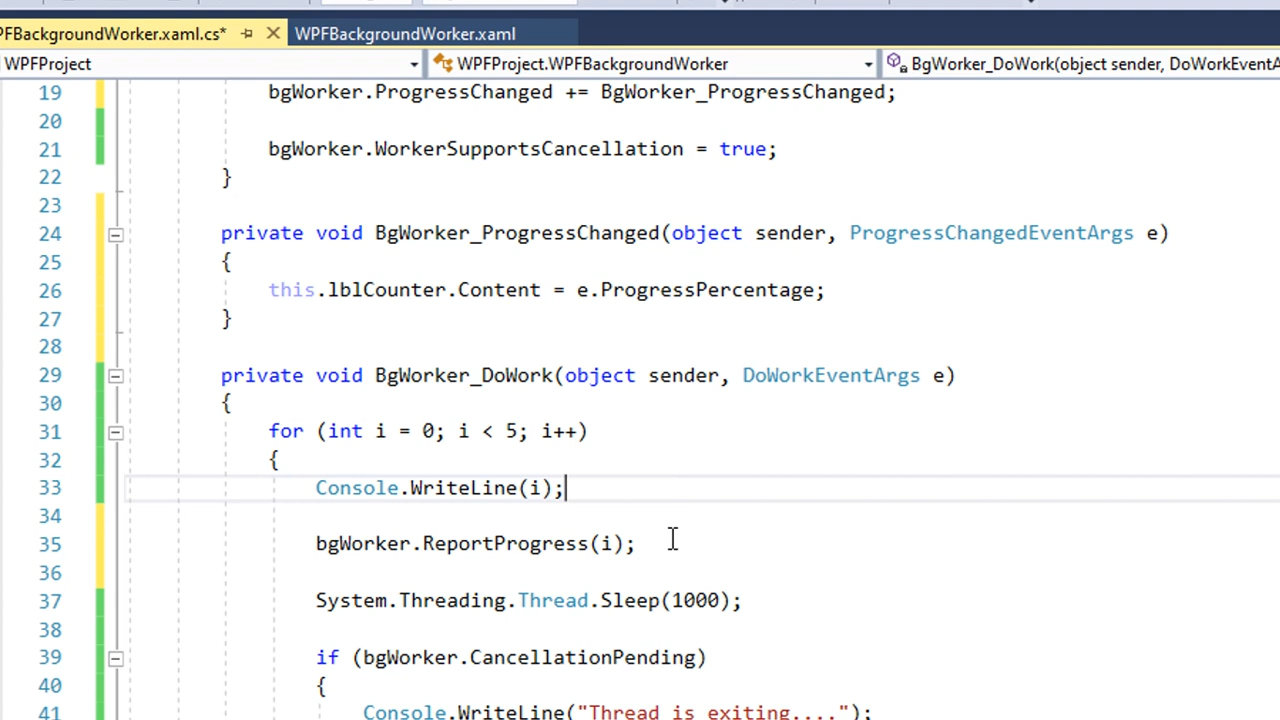 PFBackgroundWorker.xaml.cs* WPFBackgroundWorker.xaml
WPFProject WPFProject.WPFBackgroundWorker BgWorker_DoWork(object sender, DoWorkEventA
19 bgWorker.ProgressChanged += BgWorker_ProgressChanged;
20
21 bgWorker.WorkerSupportsCancellation = true;
22 }
23
24 private void BgWorker_ProgressChanged(object sender, ProgressChangedEventArgs e)
25 {
26 this.lblCounter.Content = e.ProgressPercentage;
27 }
28
29 private void BgWorker_DoWork(object sender, DoWorkEventArgs e)
30 {
31 for (int i = 0; i < 5; i++)
32 {
33 Console.WriteLine(i);
34
35 bgWorker.ReportProgress(i);
36
37 System.Threading.Thread.Sleep(1000);
38
39 if (bgWorker.CancellationPending)
40 {
41 Console.WriteLine("Thread is exiting....");